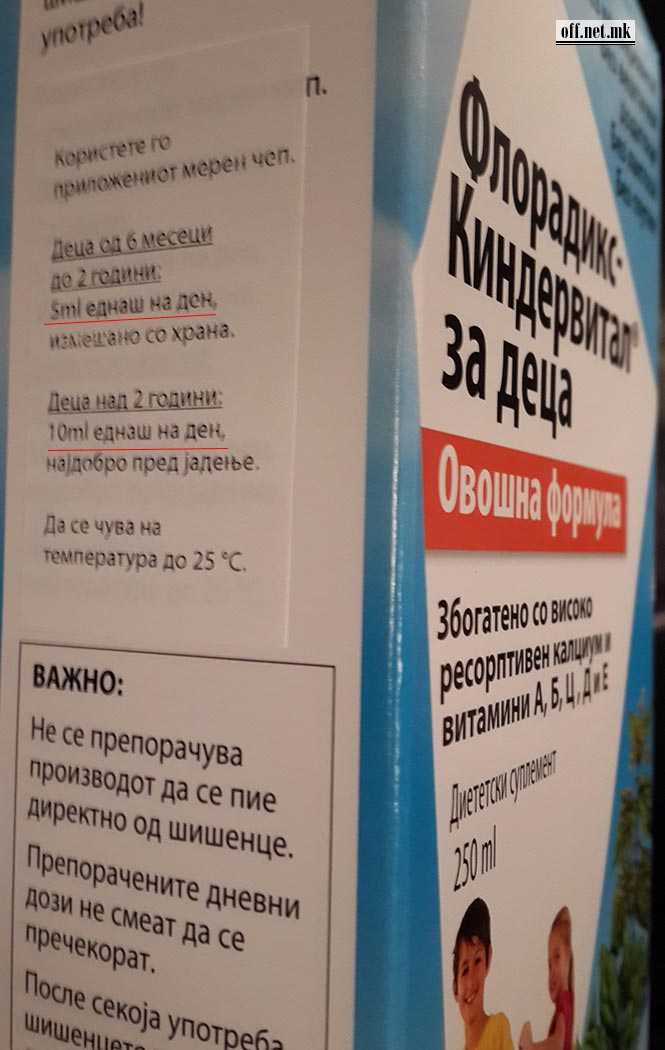 off.net.mk
употреба!
п.
Користете го
приложениот мерен чеп.
Деца од 6 месеци
до 2 години:
5ml еднаш на ден,
измешано со храна.
Деца над 2 години:
10ml еднаш на ден,
најдобро пред јадење.
Да се чува на
температура до 25 °C.
ВАЖНО:
Не се препорачува
производот да се пие
директно од шишенце.
Препорачените дневни
дози не смеат да се
пречекорат.
После секоја употреба
шишенцето
Флорадикс-
Киндервитал®
за деца
Овошна формула
Збогатено со високо
ресорптивен калциум и
витамини А, Б, Ц , Д и Е
Диететски суплемент
250 ml